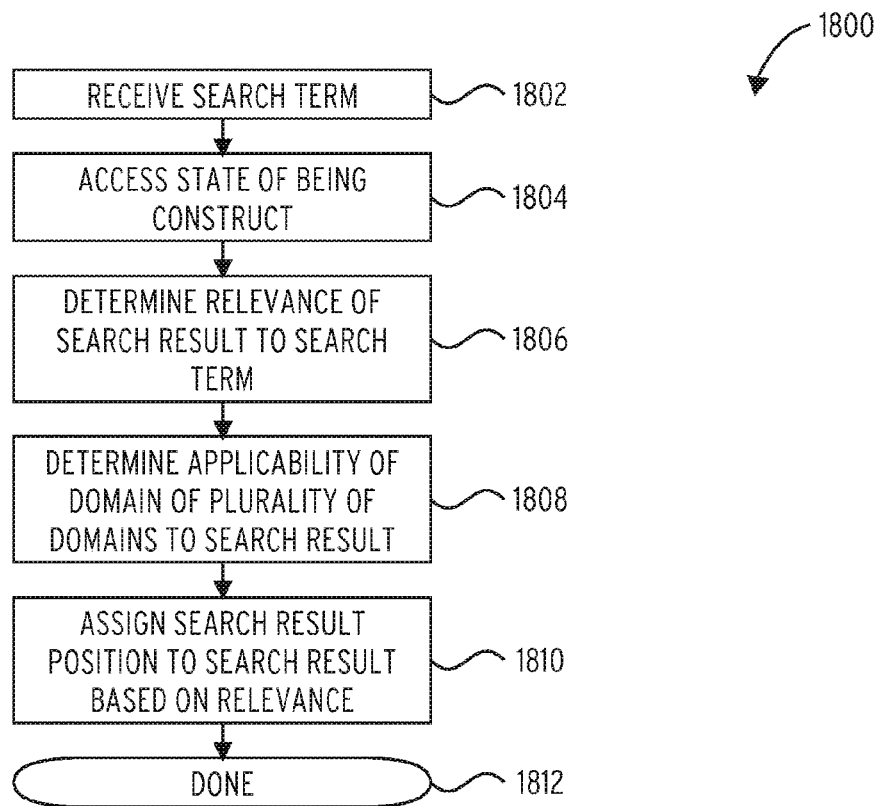 1800
RECEIVE SEARCH TERM
1802
ACCESS STATE OF BEING
CONSTRUCT
1804
DETERMINE RELEVANCE OF
SEARCH RESULT TO SEARCH
TERM
1806
DETERMINE APPLICABILITY OF
DOMAIN OF PLURALITY OF
DOMAINS TO SEARCH RESULT
1808
ASSIGN SEARCH RESULT
POSITION TO SEARCH RESULT
BASED ON RELEVANCE
1810
DONE
1812